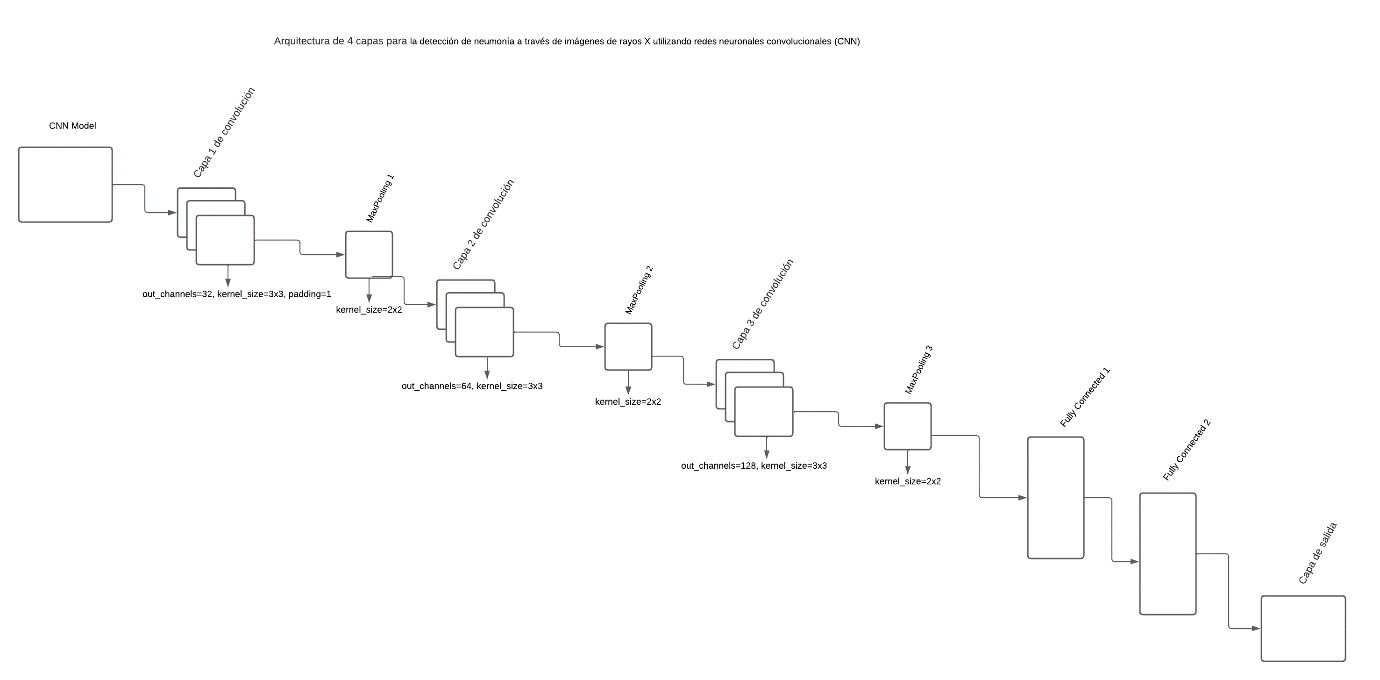 Arquitectura de 4 capas para la detección de neumonía a través de imágenes de rayos X utilizando redes neuronales convolucionales (CNN)
CNN Model
Capa 1 de convolución
out_channels=32, kernel_size=3x3, padding=1
MaxPooling 1
kernel_size=2x2
Capa 2 de convolución
out_channels=64, kernel_size=3x3
MaxPooling 2
kernel_size=2x2
Capa 3 de convolución
out_channels=128, kernel_size=3x3
MaxPooling 3
kernel_size=2x2
Fully Connected 1
Fully Connected 2
Capa de salida